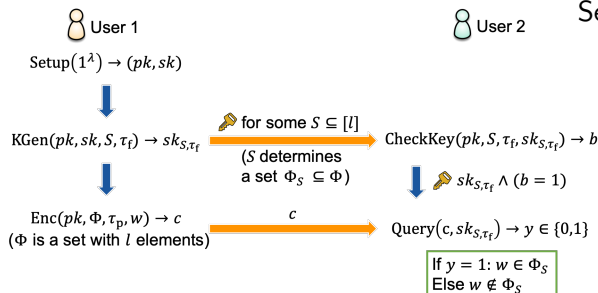 User 1
User 2
Se
Setup(1^λ) → (pk, sk)
KGen(pk, sk, S, τ_f) → sk_{S,τ_f}
for some S ⊆ [l]
(S determines
a set Φ_S ⊆ Φ)
CheckKey(pk, S, τ_f, sk_{S,τ_f}) → b
sk_{S,τ_f} ∧ (b = 1)
Enc(pk, Φ, τ_p, w) → c
(Φ is a set with l elements)
c
Query(c, sk_{S,τ_f}) → y ∈ {0,1}
If y = 1: w ∈ Φ_S
Else w ∉ Φ_S